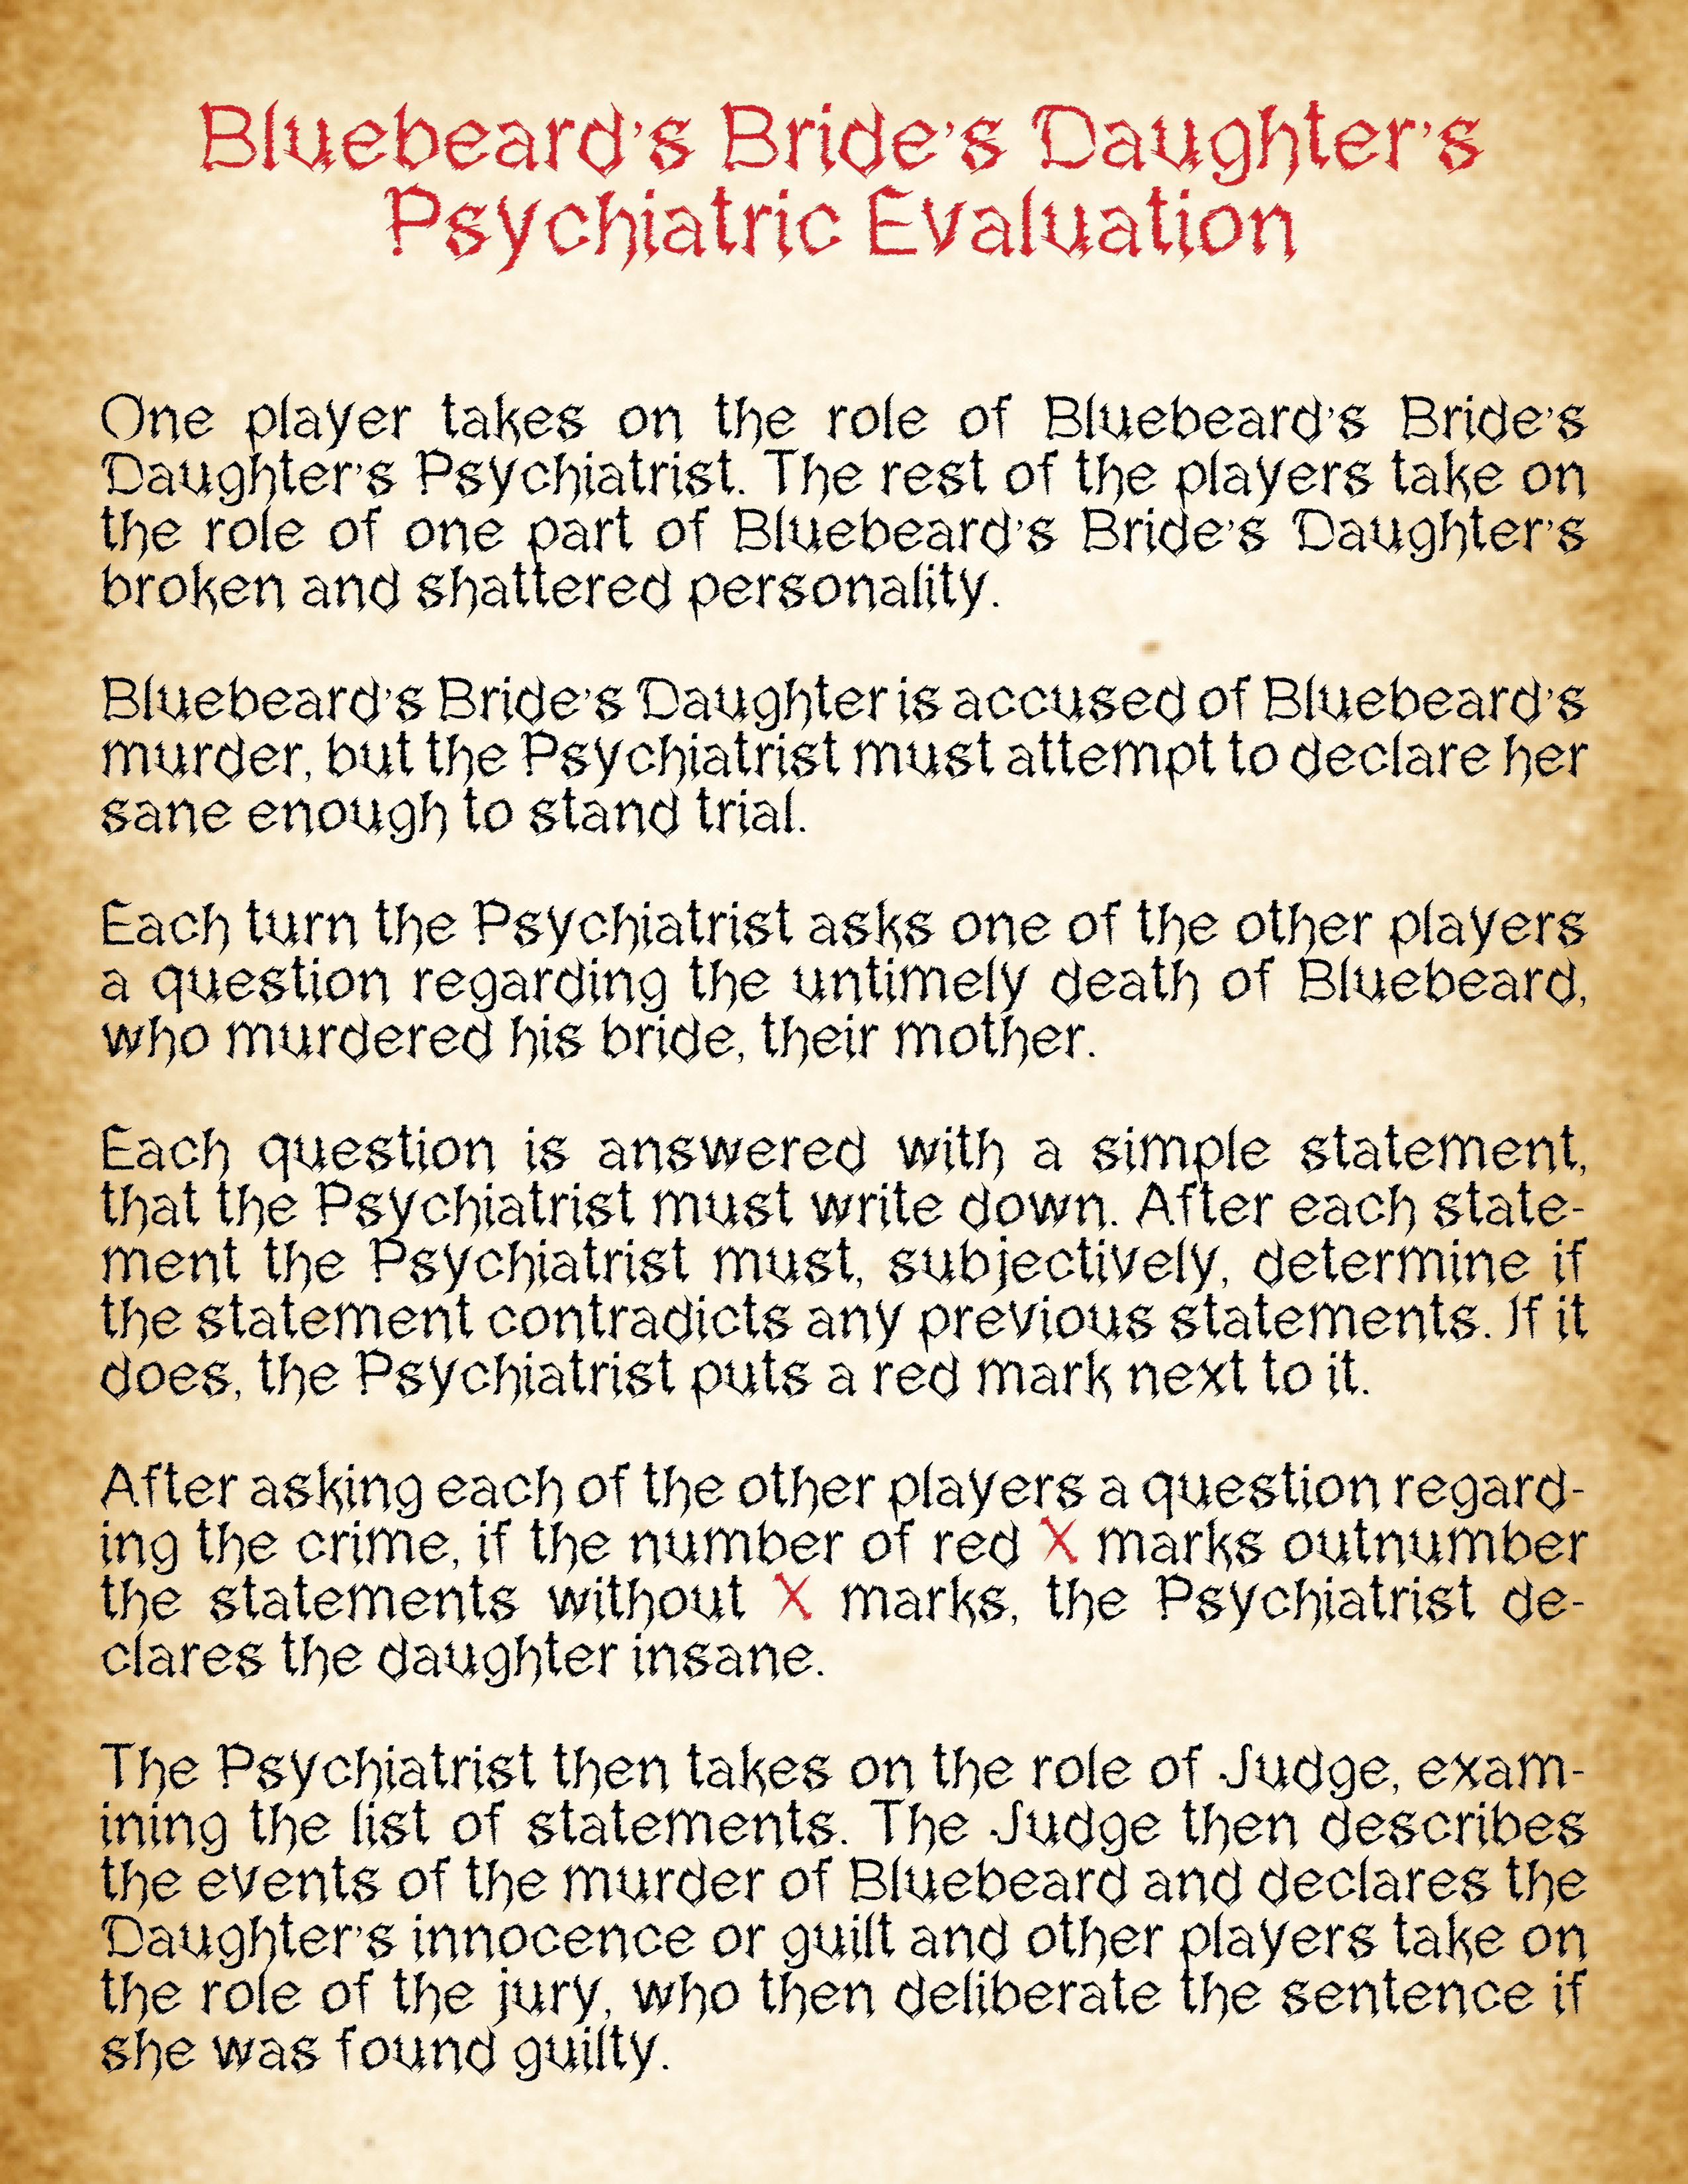 Bluebeard's Bride's Daughter's
Psychiatric Evaluation
One player takes on the role of Bluebeard's Bride's
Daughter's Psychiatrist. The rest of the players take on
the role of one part of Bluebeard's Bride's Daughter's
broken and shattered personality.
Bluebeard's Bride's Daughter is accused of Bluebeard's
murder, but the Psychiatrist must attempt to declare her
sane enough to stand trial.
Each turn the Psychiatrist asks one of the other players
a question regarding the untimely death of Bluebeard,
who murdered his bride, their mother.
Each question is answered with a simple statement,
that the Psychiatrist must write down. After each state-
ment the Psychiatrist must, subjectively, determine if
the statement contradicts any previous statements. If it
does, the Psychiatrist puts a red mark next to it.
After asking each of the other players a question regard-
ing the crime, if the number of red X marks outnumber
the statements without X marks, the Psychiatrist de-
clares the daughter insane.
The Psychiatrist then takes on the role of Judge, exam-
ining the list of statements. The Judge then describes
the events of the murder of Bluebeard and declares the
Daughter's innocence or guilt and other players take on
the role of the jury, who then deliberate the sentence if
she was found guilty.